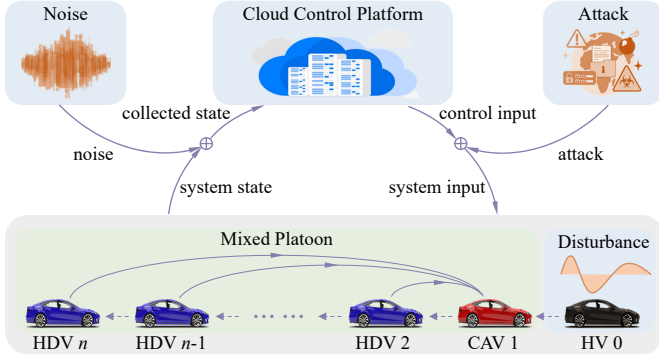 Noise
Cloud Control Platform
Attack
collected state
control input
noise
attack
system state
system input
Mixed Platoon
Disturbance
HDV n
HDV n-1
HDV 2
CAV 1
HV 0